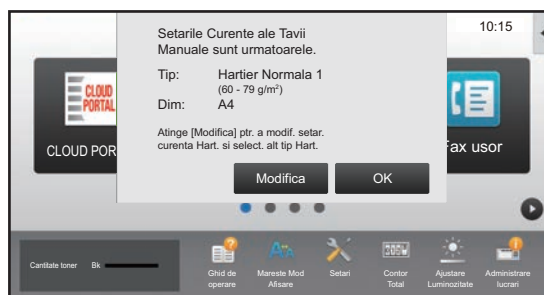 10:15
Setarile Curente ale Tavii
Manuale sunt urmatoarele.
Tip: Hartier Normala 1
(60 - 79 g/m²)
Dim: A4
Atinge [Modifica] ptr. a modif. setar.
curenta Hart. si select. alt tip Hart.
Modifica OK
CLOUD
PORTAL
CLOUD POR
ax usor
Cantitate toner Bk
Ghid de
operare
Mareste Mod
Afisare
Setari
Contor
Total
Ajustare
Luminozitate
Administrare
lucrari